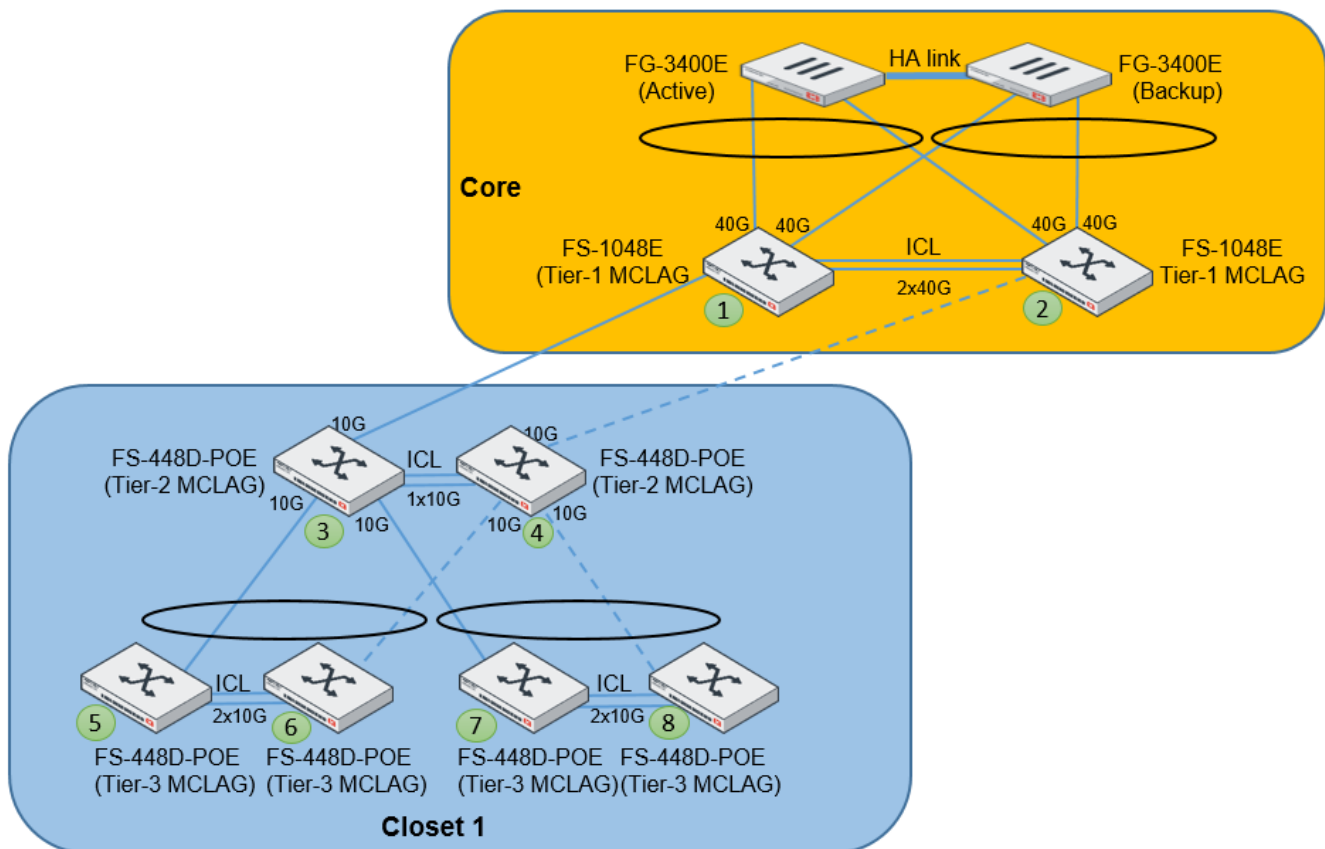 HA link
FG-3400E
(Active)
FG-3400E
(Backup)
Core
40G
40G
40G
40G
FS-1048E
(Tier-1 MCLAG
ICL
2x40G
FS-1048E
Tier-1 MCLAG
1
2
10G
10G
FS-448D-POE
(Tier-2 MCLAG)
ICL
1x10G
FS-448D-POE
(Tier-2 MCLAG)
10G
10G
10G
10G
3
4
ICL
2x10G
ICL
2x10G
5
6
7
8
FS-448D-POE
(Tier-3 MCLAG)
FS-448D-POE
(Tier-3 MCLAG)
FS-448D-POE
(Tier-3 MCLAG)
FS-448D-POE
(Tier-3 MCLAG)
Closet 1